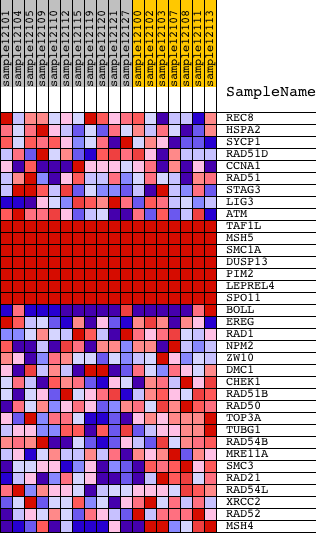 sample12101
sample12104
sample12105
sample12109
sample12110
sample12112
sample12115
sample12119
sample12120
sample12121
sample12127
sample12100
sample12102
sample12103
sample12107
sample12108
sample12111
sample12113
SampleName
REC8
HSPA2
SYCP1
RAD51D
CCNA1
RAD51
STAG3
LIG3
ATM
TAF1L
MSH5
SMC1A
DUSP13
PIM2
LEPREL4
SPO11
BOLL
EREG
RAD1
NPM2
ZW10
DMC1
CHEK1
RAD51B
RAD50
TOP3A
TUBG1
RAD54B
MRE11A
SMC3
RAD21
RAD54L
XRCC2
RAD52
MSH4